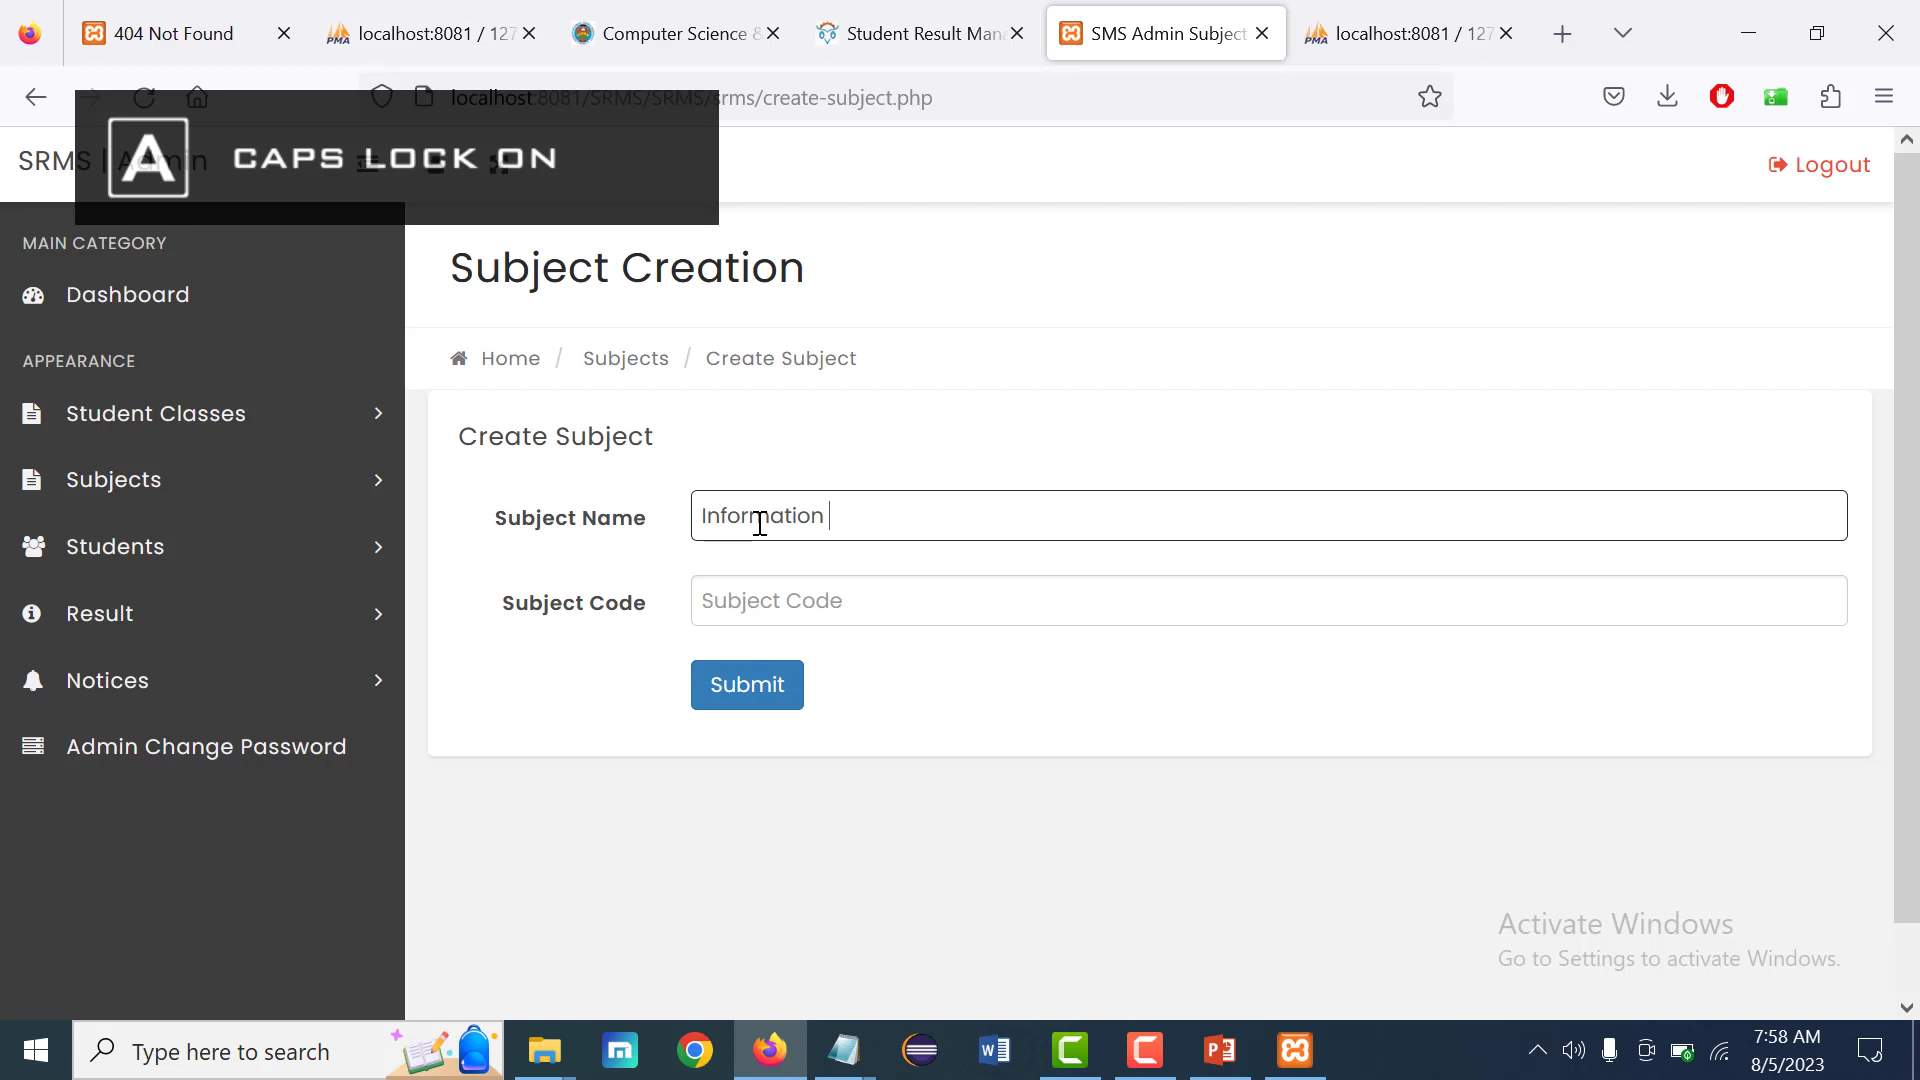 404 Not Found
localhost:8081 / 127
Computer Science &
Student Result Man
SMS Admin Subject
localhost:8081 / 127
localhost:8081/SRMS/SRMS/srms/create-subject.php
SRMS | Admin
A
CAPS LOCK ON
Logout
MAIN CATEGORY
Dashboard
APPEARANCE
Student Classes
Subjects
Students
Result
Notices
Admin Change Password
Subject Creation
Home / Subjects / Create Subject
Create Subject
Subject Name
Information
Subject Code
Subject Code
Submit
Activate Windows
Go to Settings to activate Windows.
Type here to search
7:58 AM
8/5/2023